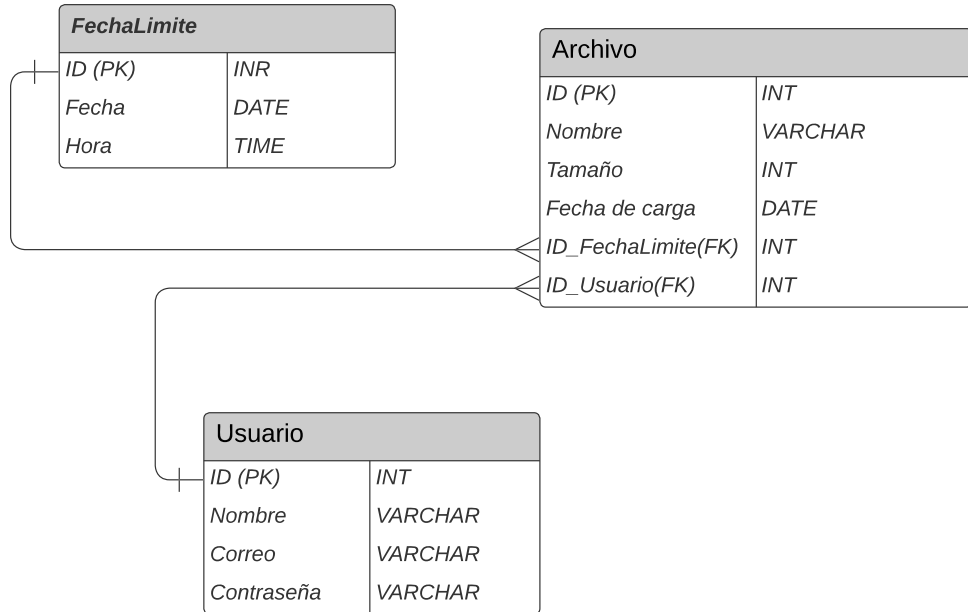 FechaLimite
ID (PK) INR
Fecha DATE
Hora TIME
Archivo
ID (PK) INT
Nombre VARCHAR
Tamaño INT
Fecha de carga DATE
ID_FechaLimite(FK) INT
ID_Usuario(FK) INT
Usuario
ID (PK) INT
Nombre VARCHAR
Correo VARCHAR
Contraseña VARCHAR